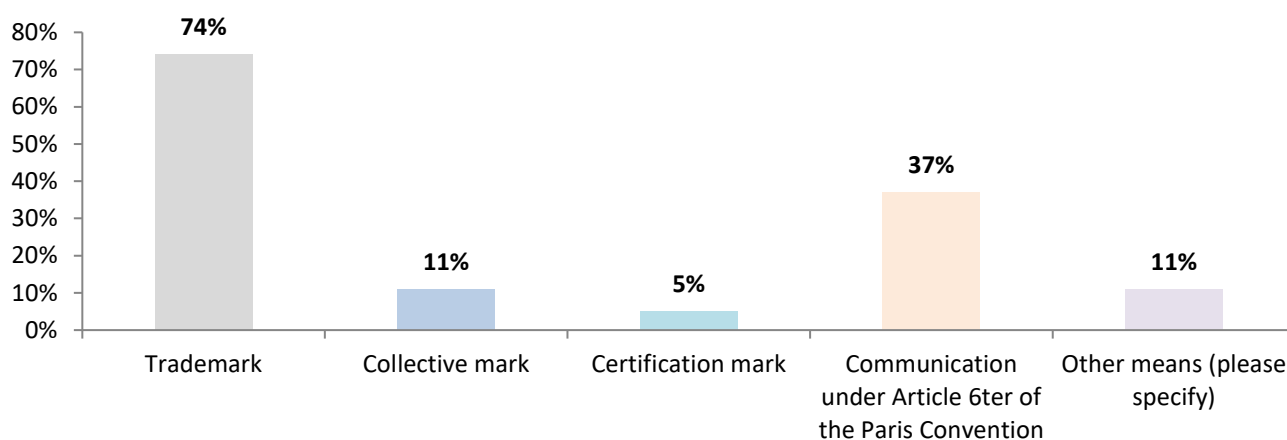 80%
70%
60%
50%
40%
30%
20%
10%
0%
74%
11%
5%
37%
11%
Trademark
Collective mark
Certification mark
Communication
under Article 6ter of
the Paris Convention
Other means (please
specify)